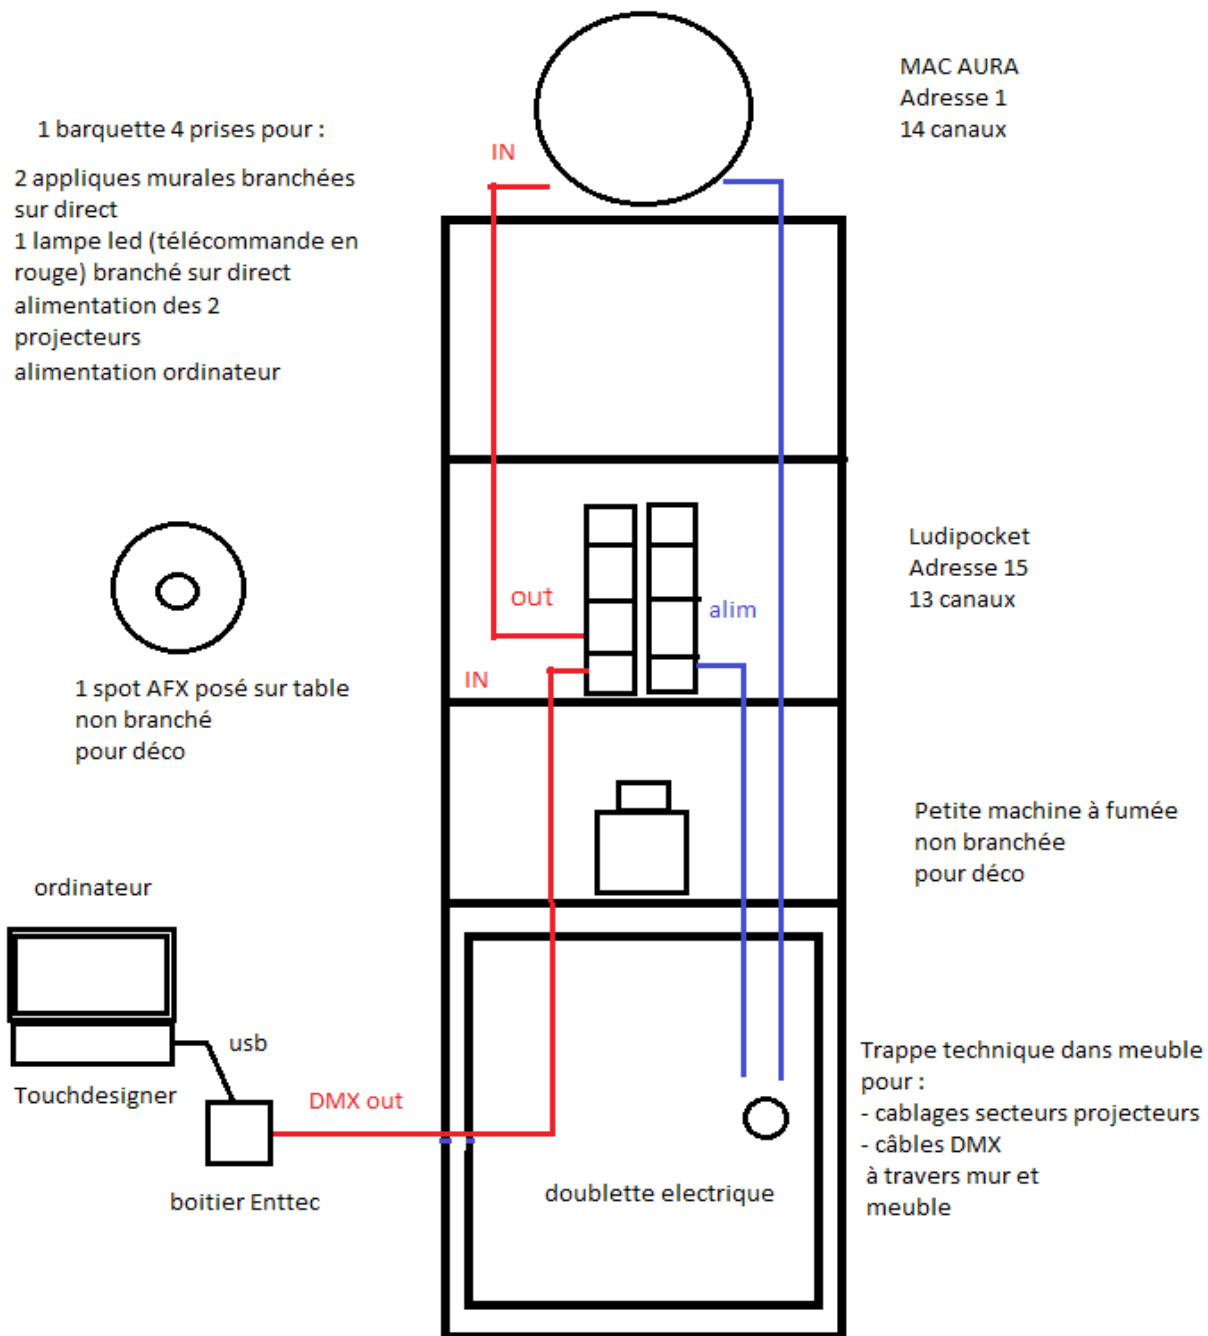 MAC AURA
Adresse 1
14 canaux
1 barquette 4 prises pour :
2 appliques murales branchées
sur direct
1 lampe led (télécommande en
rouge) branché sur direct
alimentation des 2
projecteurs
alimentation ordinateur
IN
out
IN
alim
Ludipocket
Adresse 15
13 canaux
1 spot AFX posé sur table
non branché
pour déco
Petite machine à fumée
non branchée
pour déco
ordinateur
usb
Touchdesigner
DMX out
boitier Enttec
doublette electrique
Trappe technique dans meuble
pour :
- cablages secteurs projecteurs
- câbles DMX
à travers mur et
meuble